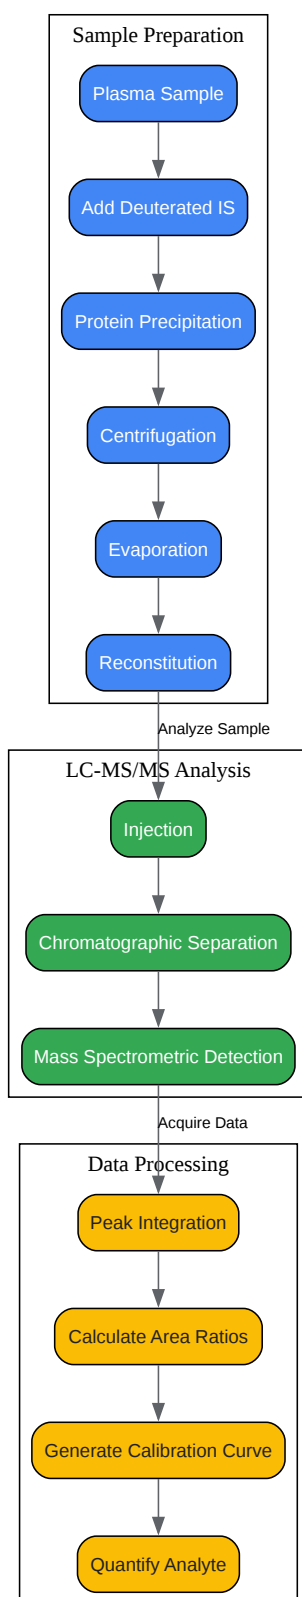 Sample Preparation
Plasma Sample
Add Deuterated IS
Protein Precipitation
Centrifugation
Evaporation
Reconstitution
Analyze Sample
LC-MS/MS Analysis
Injection
Chromatographic Separation
Mass Spectrometric Detection
Acquire Data
Data Processing
Peak Integration
Calculate Area Ratios
Generate Calibration Curve
Quantify Analyte